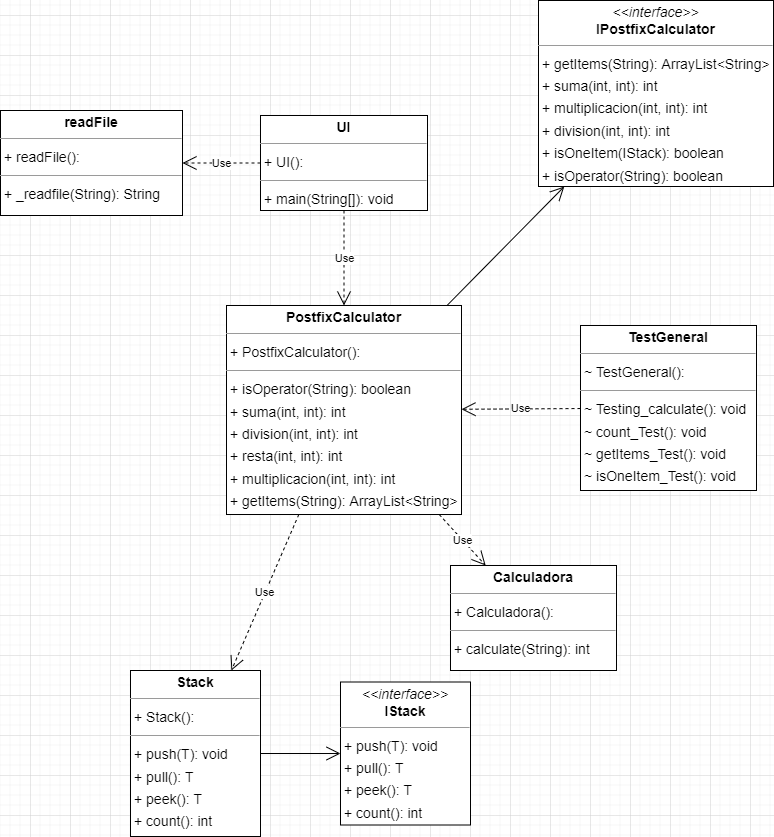 <<interface>>
IPostfixCalculator
+ getItems(String): ArrayList<String>
+ suma(int, int): int
+ multiplicacion(int, int): int
+ division(int, int): int
+ isOneItem(IStack): boolean
+ isOperator(String): boolean
readFile
+ readFile():
+ _readfile(String): String
Use
UI
+ UI():
+ main(String[]): void
Use
PostfixCalculator
+ PostfixCalculator():
+ isOperator(String): boolean
+ suma(int, int): int
+ division(int, int): int
+ resta(int, int): int
+ multiplicacion(int, int): int
+ getItems(String): ArrayList<String>
Use
TestGeneral
~ TestGeneral():
~ Testing_calculate(): void
~ count_Test(): void
~ getItems_Test(): void
~ isOneItem_Test(): void
Use
Use
Calculadora
+ Calculadora():
+ calculate(String): int
Stack
+ Stack():
+ push(T): void
+ pull(): T
+ peek(): T
+ count(): int
<<interface>>
IStack
+ push(T): void
+ pull(): T
+ peek(): T
+ count(): int